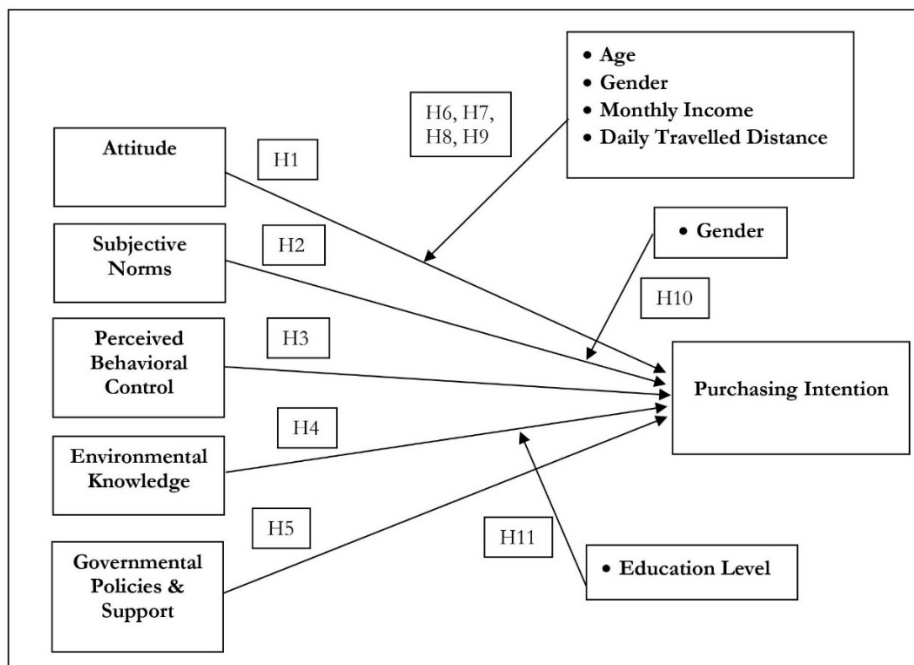 • Age
• Gender
• Monthly Income
• Daily Travelled Distance
H6, H7,
H8, H9
Attitude
H1
Subjective
Norms
H2
• Gender
H10
Perceived
Behavioral
Control
H3
Purchasing Intention
Environmental
Knowledge
H4
Governmental
Policies &
Support
H5
H11
• Education Level